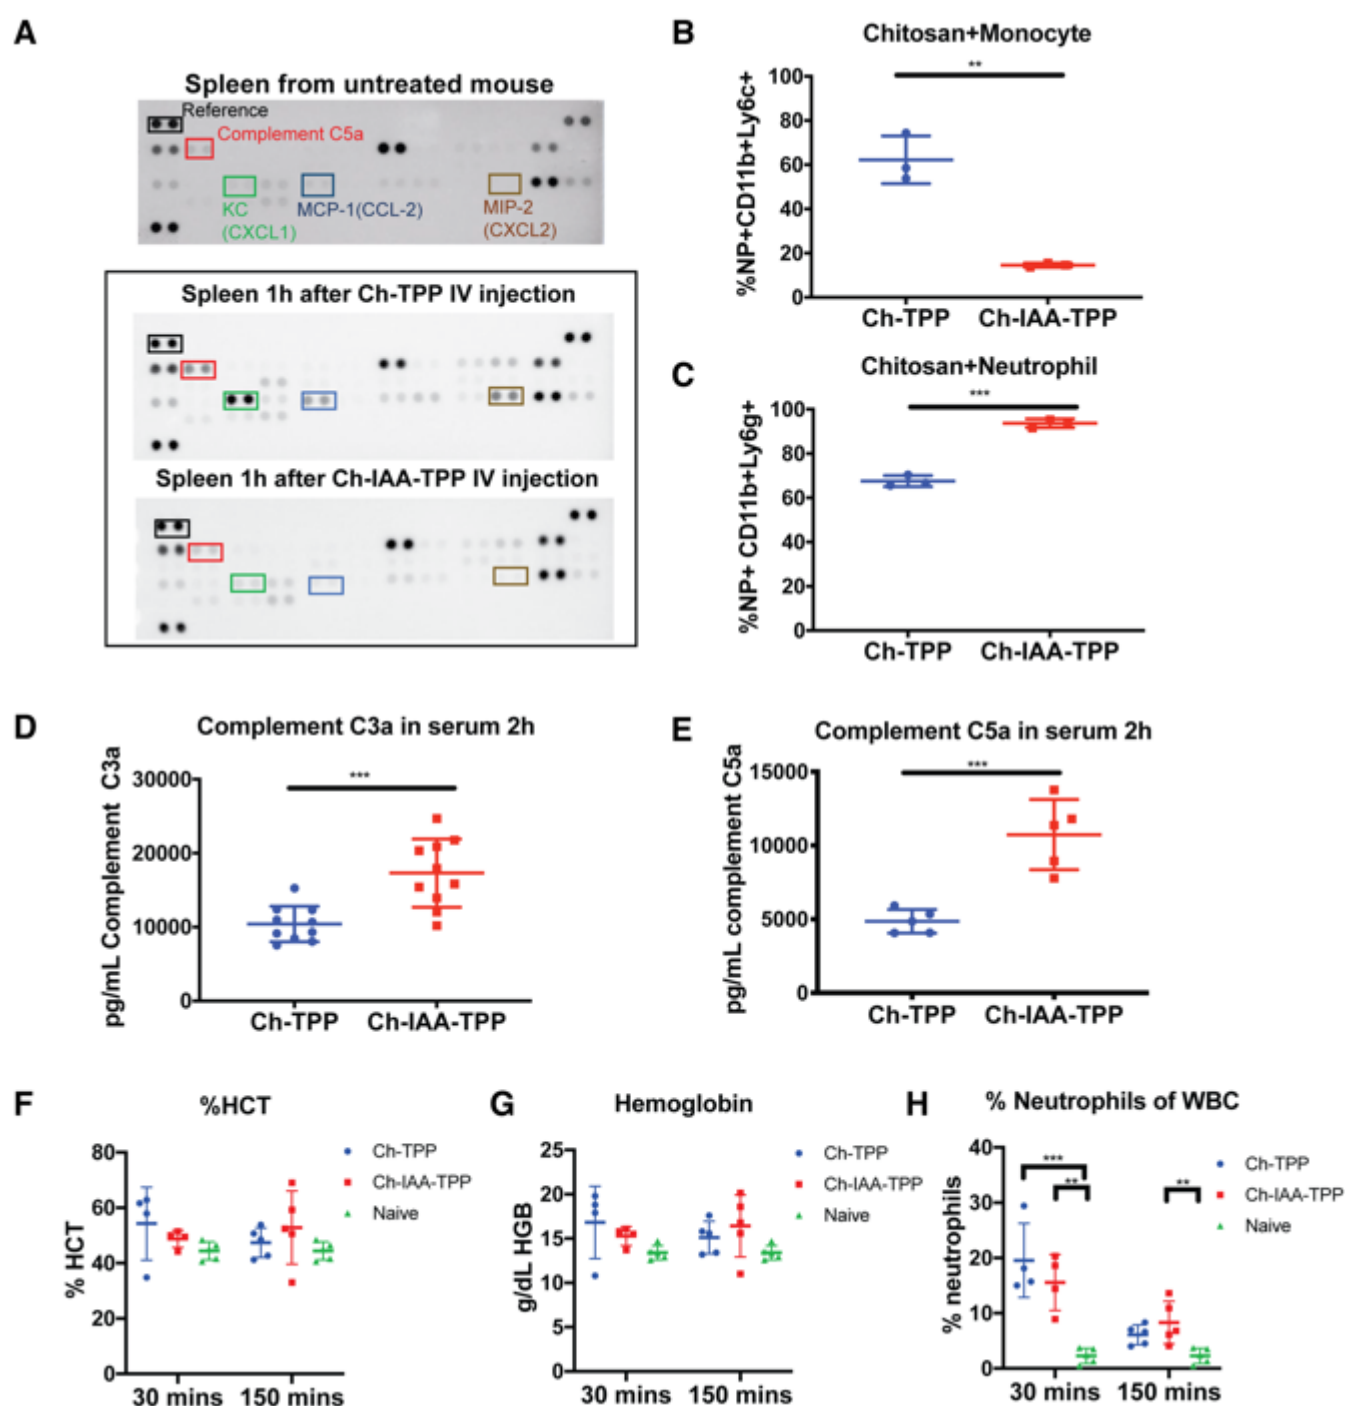 A
Spleen from untreated mouse
Reference
Complement C5a
KC
(CXCL1)
MCP-1(CCL-2)
MIP-2
(CXCL2)
Spleen 1h after Ch-TPP IV injection
Spleen 1h after Ch-IAA-TPP IV injection
B
Chitosan+Monocyte
%NP+CD11b+Ly6c+
100
80
60
40
20
0
**
Ch-TPP
Ch-IAA-TPP
C
Chitosan+Neutrophil
%NP+ CD11b+Ly6g+
100
80
60
40
20
0
***
Ch-TPP
Ch-IAA-TPP
D
Complement C3a in serum 2h
pg/mL Complement C3a
30000
20000
10000
0
***
Ch-TPP
Ch-IAA-TPP
E
Complement C5a in serum 2h
pg/mL complement C5a
15000
10000
5000
0
***
Ch-TPP
Ch-IAA-TPP
F
%HCT
% HCT
80
60
40
20
0
30 mins
150 mins
Ch-TPP
Ch-IAA-TPP
Naive
G
Hemoglobin
g/dL HGB
25
20
15
10
5
0
30 mins
150 mins
Ch-TPP
Ch-IAA-TPP
Naive
H
% Neutrophils of WBC
% neutrophils
40
30
20
10
0
***
**
**
30 mins
150 mins
Ch-TPP
Ch-IAA-TPP
Naive